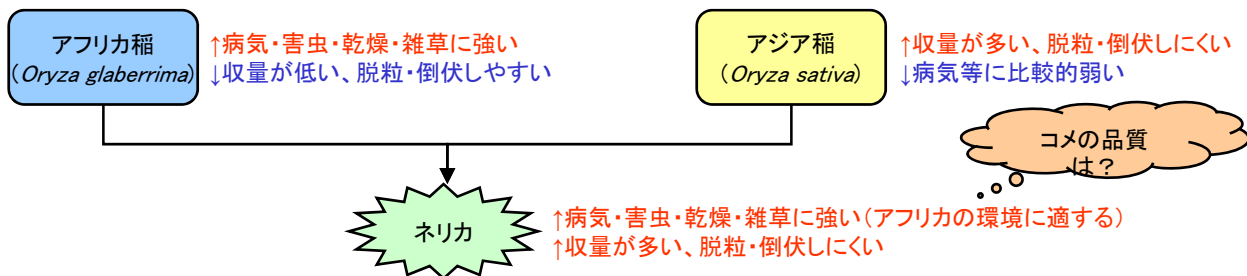 アフリカ稲
（Oryza glaberrima）
↑病気・害虫・乾燥・雑草に強い
↓収量が低い、脱粒・倒伏しやすい
アジア稲
（Oryza sativa）
↑収量が多い、脱粒・倒伏しにくい
↓病気等に比較的弱い
コメの品質
は？
ネリカ
↑病気・害虫・乾燥・雑草に強い（アフリカの環境に適する）
↑収量が多い、脱粒・倒伏しにくい